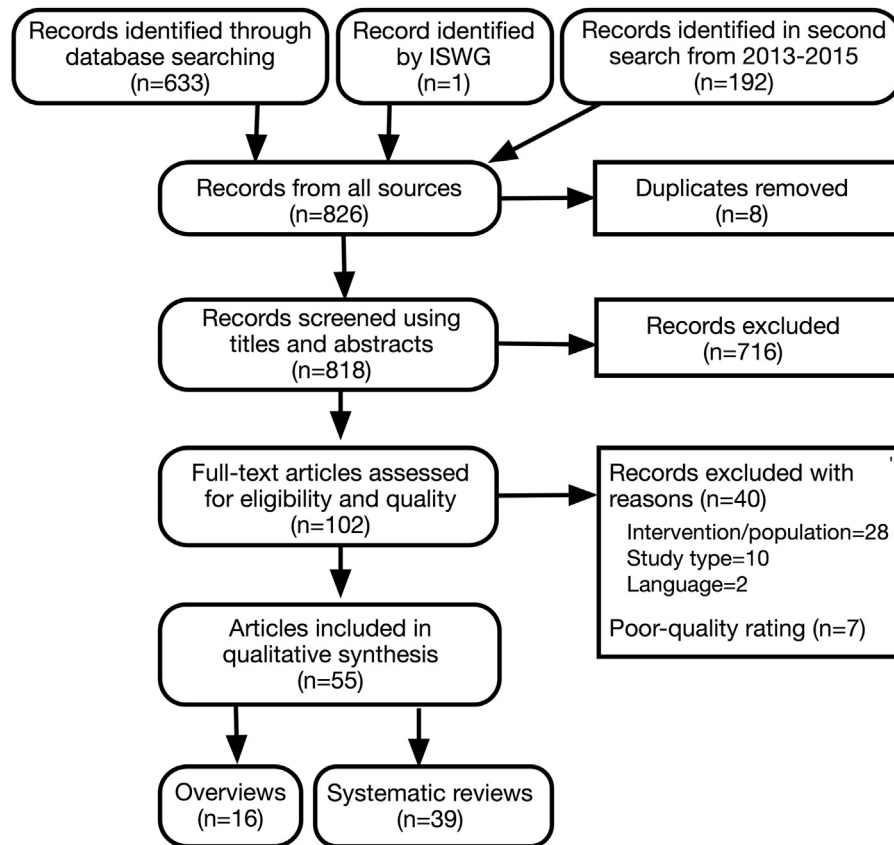 Records identified through
database searching
(n=633)
Record identified
by ISWG
(n=1)
Records identified in second
search from 2013-2015
(n=192)
Records from all sources
(n=826)
Duplicates removed
(n=8)
Records screened using
titles and abstracts
(n=818)
Records excluded
(n=716)
Full-text articles assessed
for eligibility and quality
(n=102)
Records excluded with
reasons (n=40)
Intervention/population=28
Study type=10
Language=2
Poor-quality rating (n=7)
Articles included in
qualitative synthesis
(n=55)
Overviews
(n=16)
Systematic reviews
(n=39)